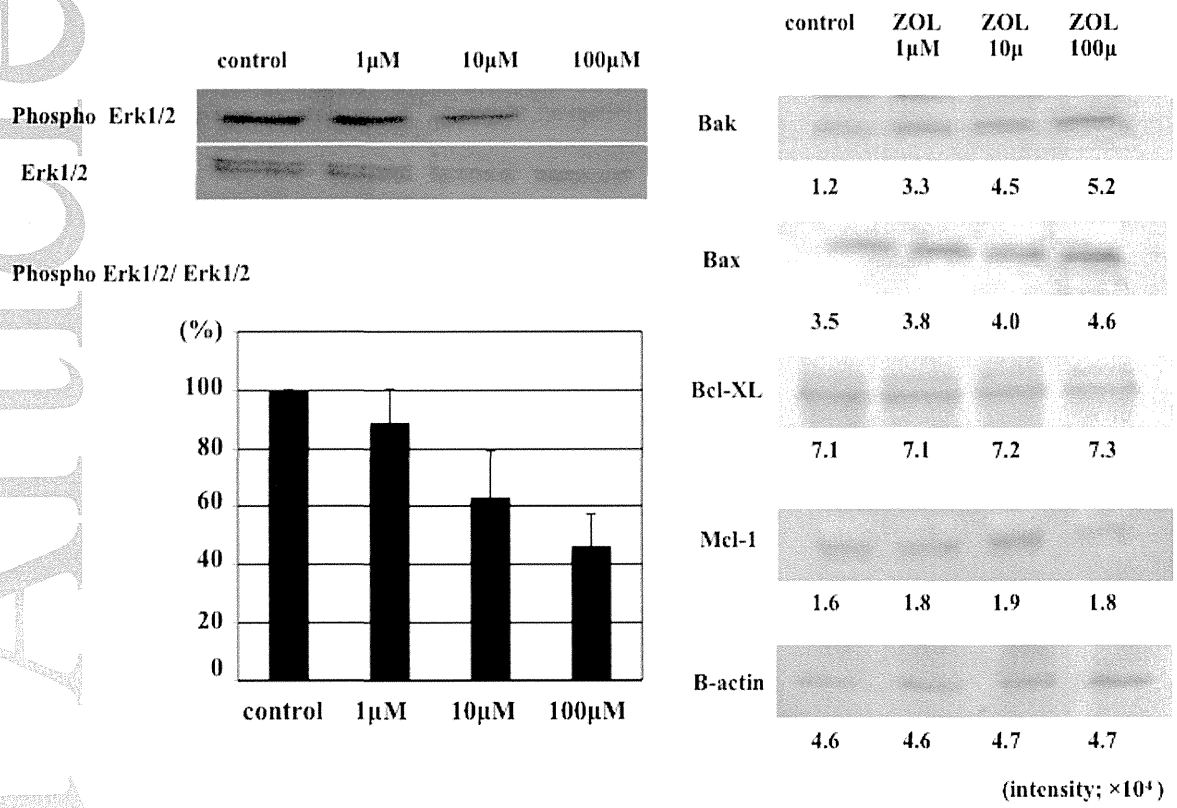 control 1μM 10μM 100μM
Phospho Erk1/2
Erk1/2
Phospho Erk1/2/ Erk1/2
(%)
100
80
60
40
20
0
control 1μM 10μM 100μM
control ZOL ZOL ZOL
1μM 10μ 100μ
Bak
1.2 3.3 4.5 5.2
Bax
3.5 3.8 4.0 4.6
Bcl-XL
7.1 7.1 7.2 7.3
Mcl-1
1.6 1.8 1.9 1.8
B-actin
4.6 4.6 4.7 4.7
(intensity; ×10⁴)
Article